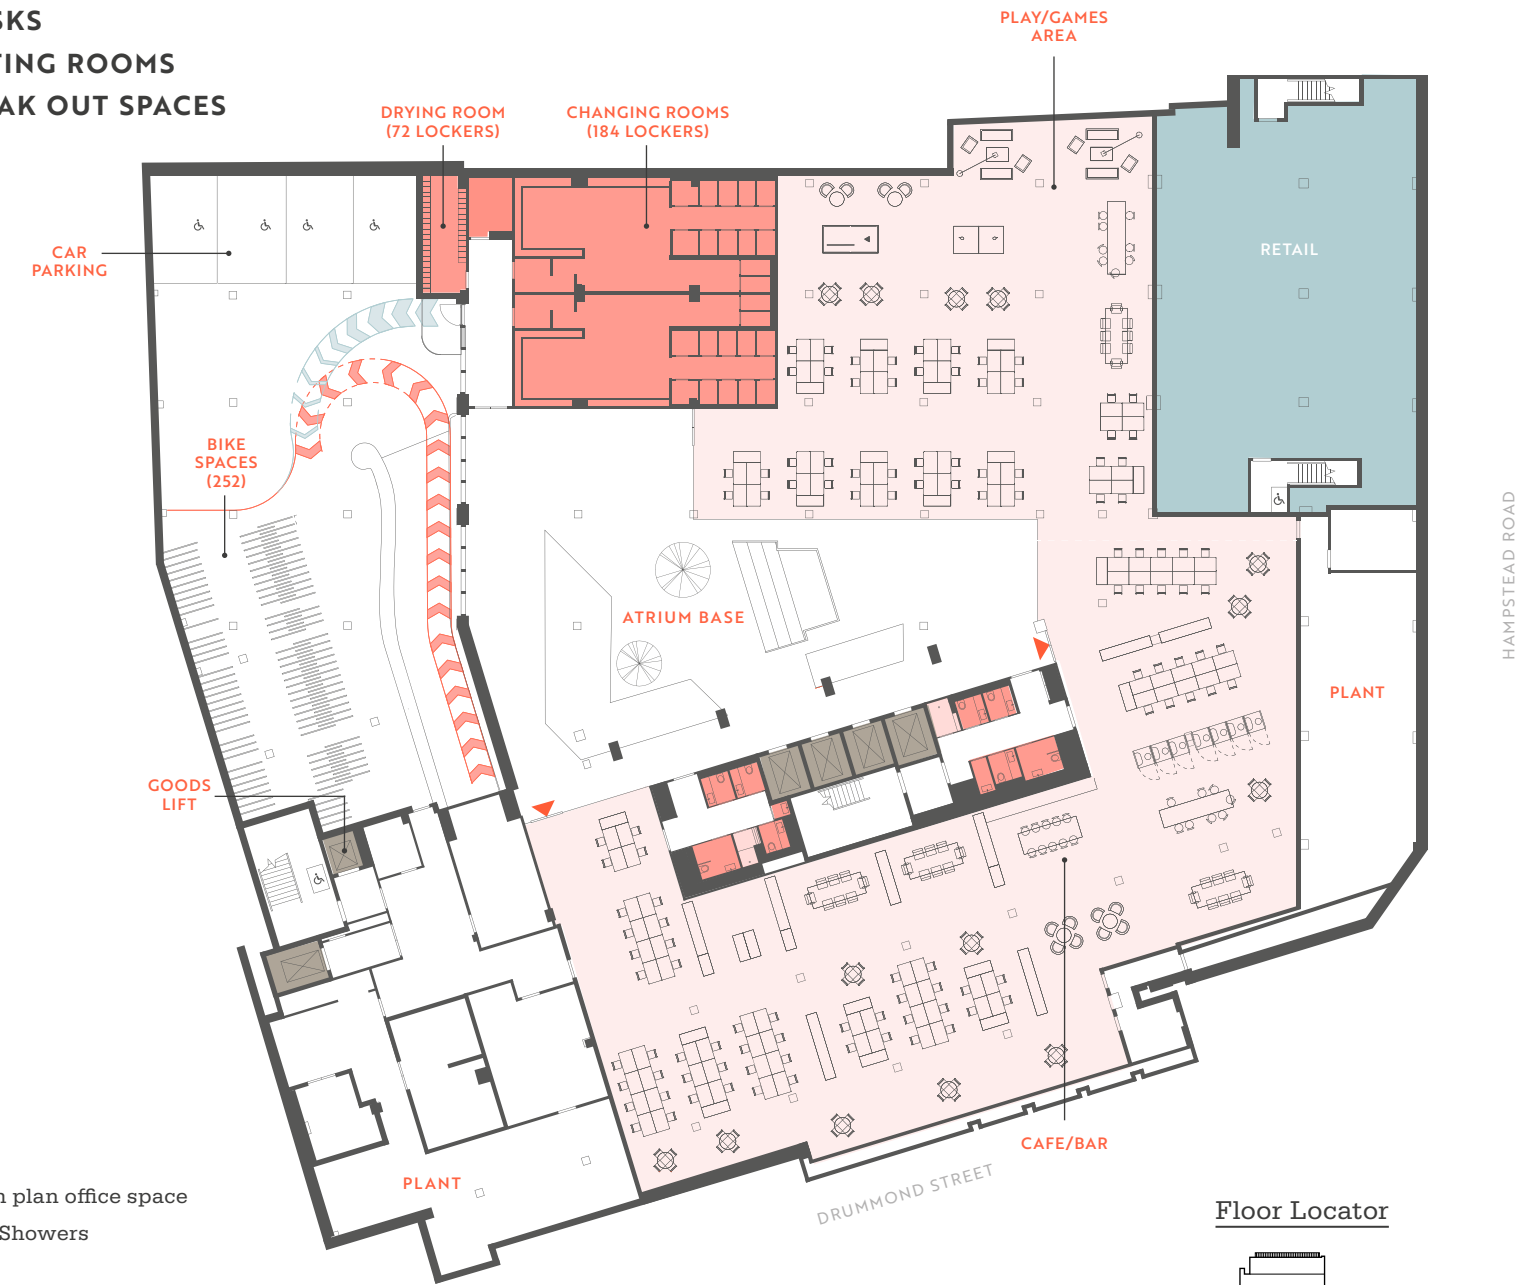 SKS
TING ROOMS
AK OUT SPACES
PLAY/GAMES
AREA
DRYING ROOM
(72 LOCKERS)
CHANGING ROOMS
(184 LOCKERS)
CAR
PARKING
RETAIL
BIKE
SPACES
(252)
HAMPSTEAD ROAD
ATRIUM BASE
PLANT
GOODS
LIFT
CAFE/BAR
PLANT
DRUMMOND STREET
n plan office space
Showers
Floor Locator